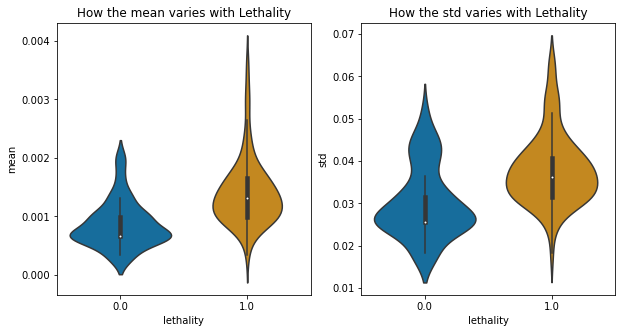 How the mean varies with Lethality
0.004
0.003
0.002
0.001
0.000
mean
0.0 1.0
lethality
How the std varies with Lethality
0.07
0.06
0.05
0.04
0.03
0.02
0.01
std
0.0 1.0
lethality